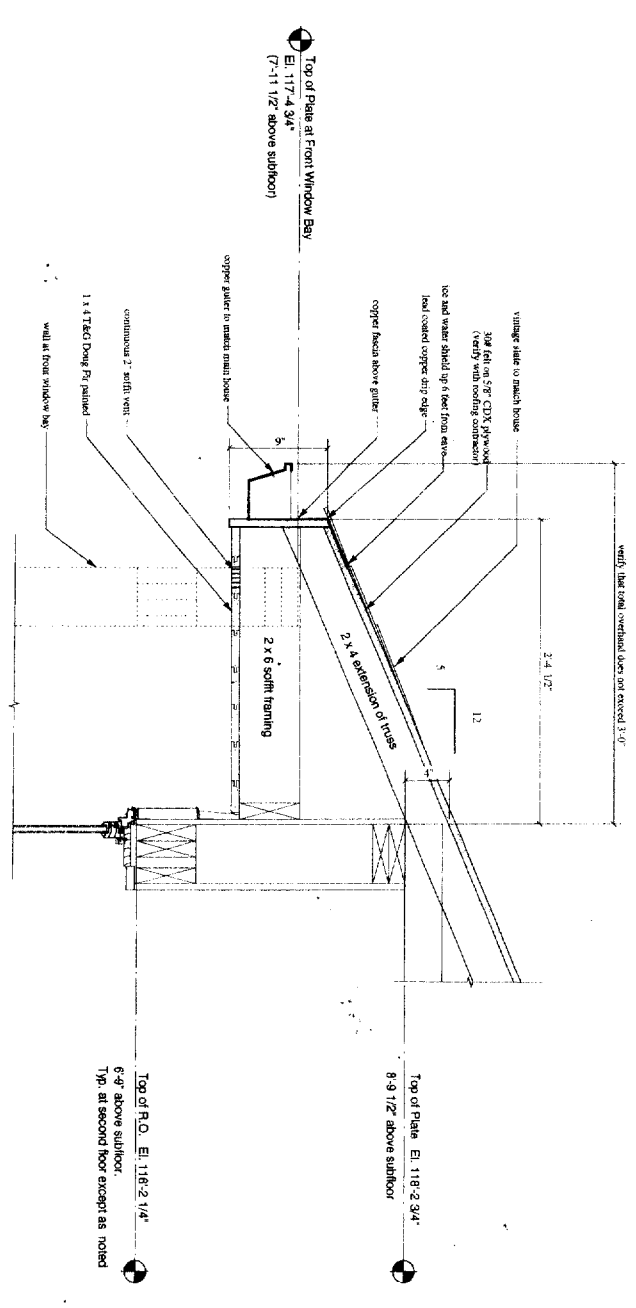 Top of Plate at Front Window Bay
El. 117'-4 3/4"
(7'-11 1/2" above subfloor)
vintage slate to match house
30# felt on 5/8" CDX plywood
(verify with roofing contractor)
ice and water shield up 6 feet from eave
lead coated copper drip edge
copper fascia above gutter
copper gutter to match main house
continuous 2" soffit vent
1 x 4 T&G Doug Fir painted
wall at front window bay
verify that total overhand does not exceed 3'-0"
2'-4 1/2"
9"
5
12
2 x 4 extension of truss
2 x 6 soffit framing
Top of Plate El. 118'-2 3/4"
8'-9 1/2" above subfloor
Top of R.O. El. 116'-2 1/4"
6'-9" above subfloor.
Typ. at second floor except as noted